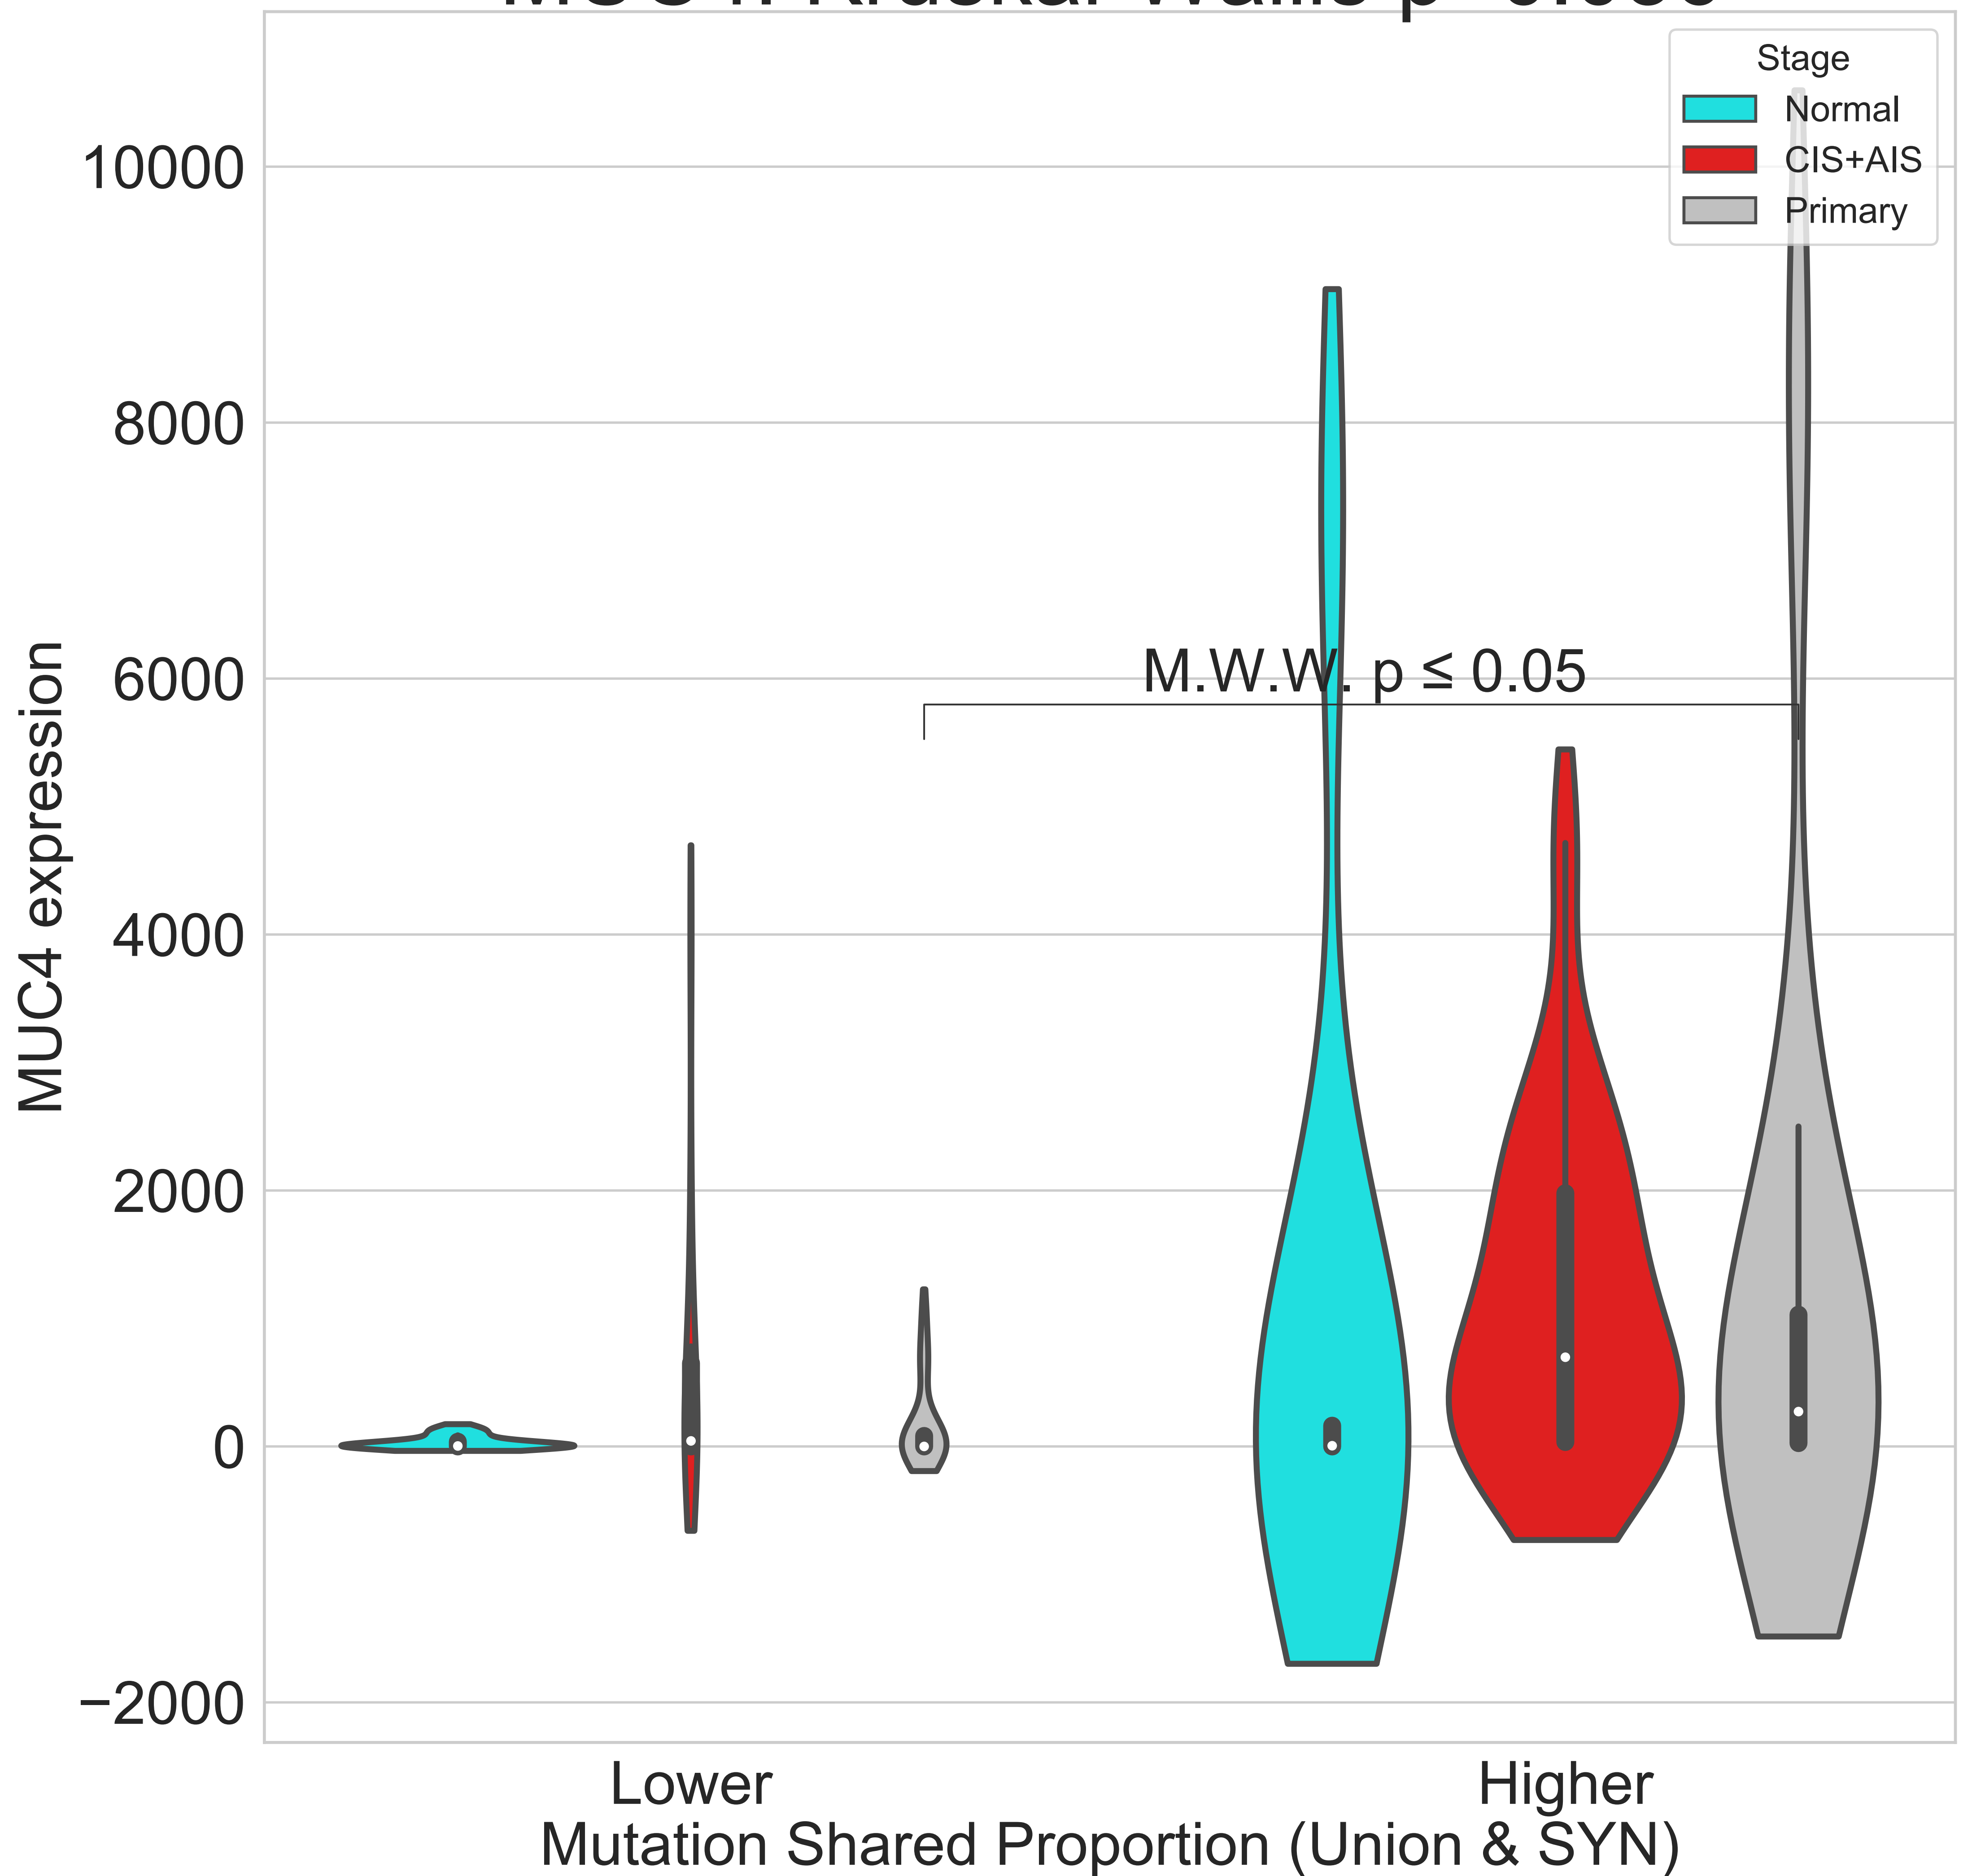 Stage
Normal
CIS+AIS
Primary
10000
8000
6000
4000
2000
0
−2000
MUC4 expression
M.W.W. p ≤ 0.05
Lower
Higher
Mutation Shared Proportion (Union & SYN)